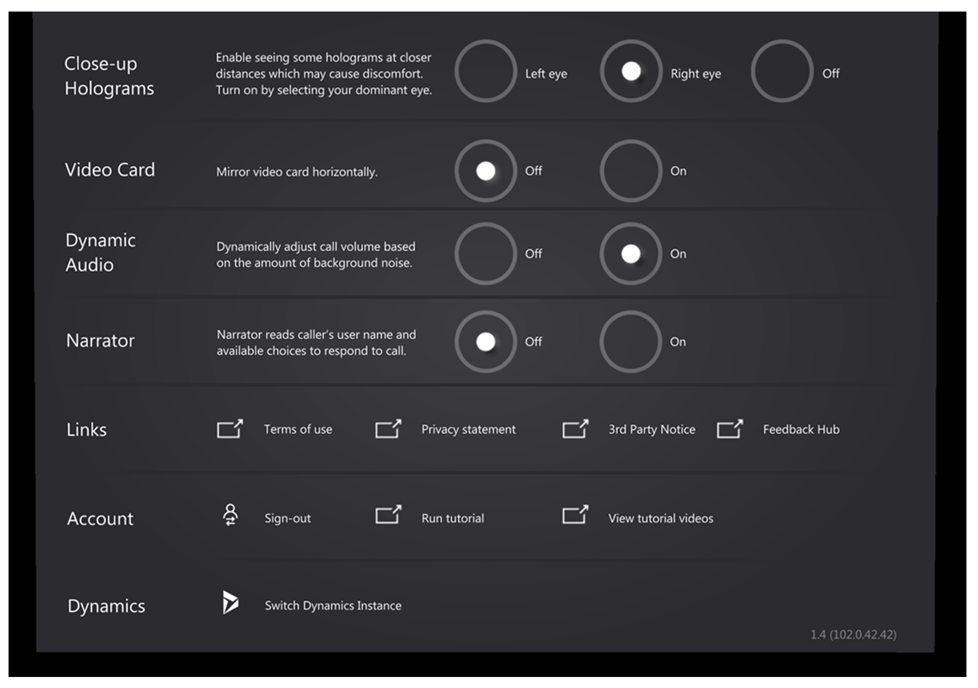 Close-up
Holograms
Enable seeing some holograms at closer
distances which may cause discomfort.
Turn on by selecting your dominant eye.
Left eye
Right eye
Off
Video Card
Mirror video card horizontally.
Off
On
Dynamic
Audio
Dynamically adjust call volume based
on the amount of background noise.
Off
On
Narrator
Narrator reads caller's user name and
available choices to respond to call.
Off
On
Links
Terms of use
Privacy statement
3rd Party Notice
Feedback Hub
Account
Sign-out
Run tutorial
View tutorial videos
Dynamics
Switch Dynamics Instance
1.4 (102.0.42.42)